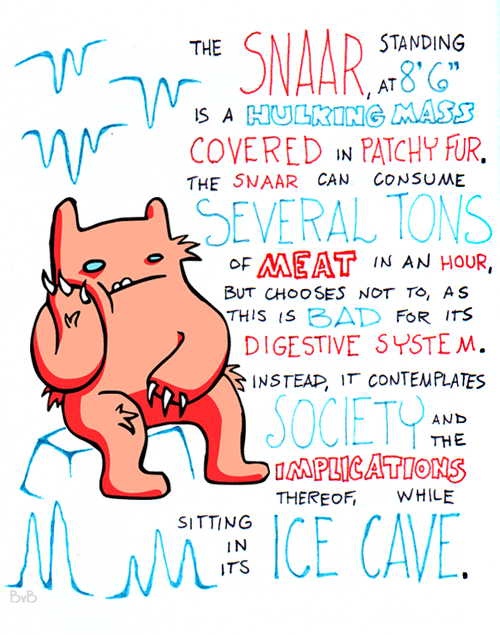 THE SNAAR, STANDING
AT 8'6"
IS A HULKING MASS
COVERED IN PATCHY FUR.
THE SNAAR CAN CONSUME
SEVERAL TONS
OF MEAT IN AN HOUR,
BUT CHOOSES NOT TO, AS
THIS IS BAD FOR ITS
DIGESTIVE SYSTEM.
INSTEAD, IT CONTEMPLATES
SOCIETY AND
THE
IMPLICATIONS
THEREOF, WHILE
SITTING
IN
ITS ICE CAVE.
BvB